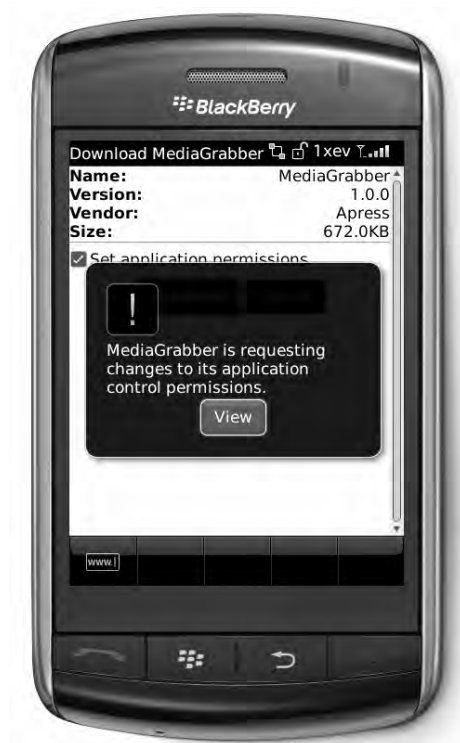 BlackBerry
Download MediaGrabber 1xev
Name: MediaGrabber
Version: 1.0.0
Vendor: Apress
Size: 672.0KB
Set application permissions
!
MediaGrabber is requesting
changes to its application
control permissions.
View
www.